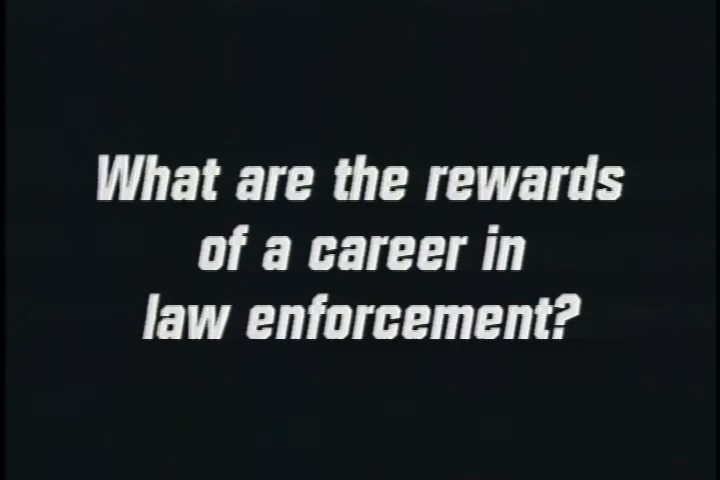 What are the rewards
of a career in
law enforcement?